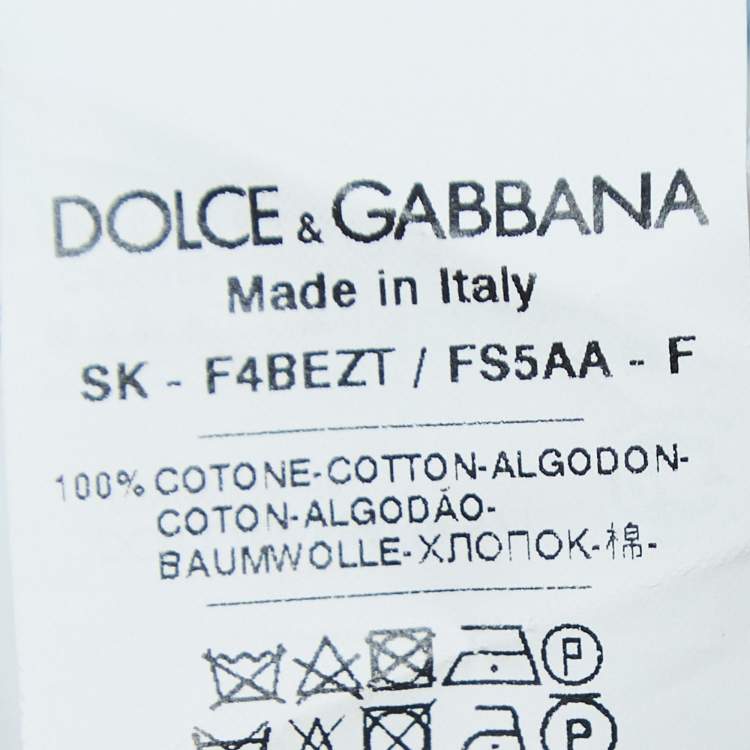 DOLCE & GABBANA
Made in Italy
SK - F4BEZT / FS5AA - F
100% COTONE-COTTON-ALGODON-
COTON-ALGODÃO-
BAUMWOLLE-ХЛОПОК-棉-
P
P